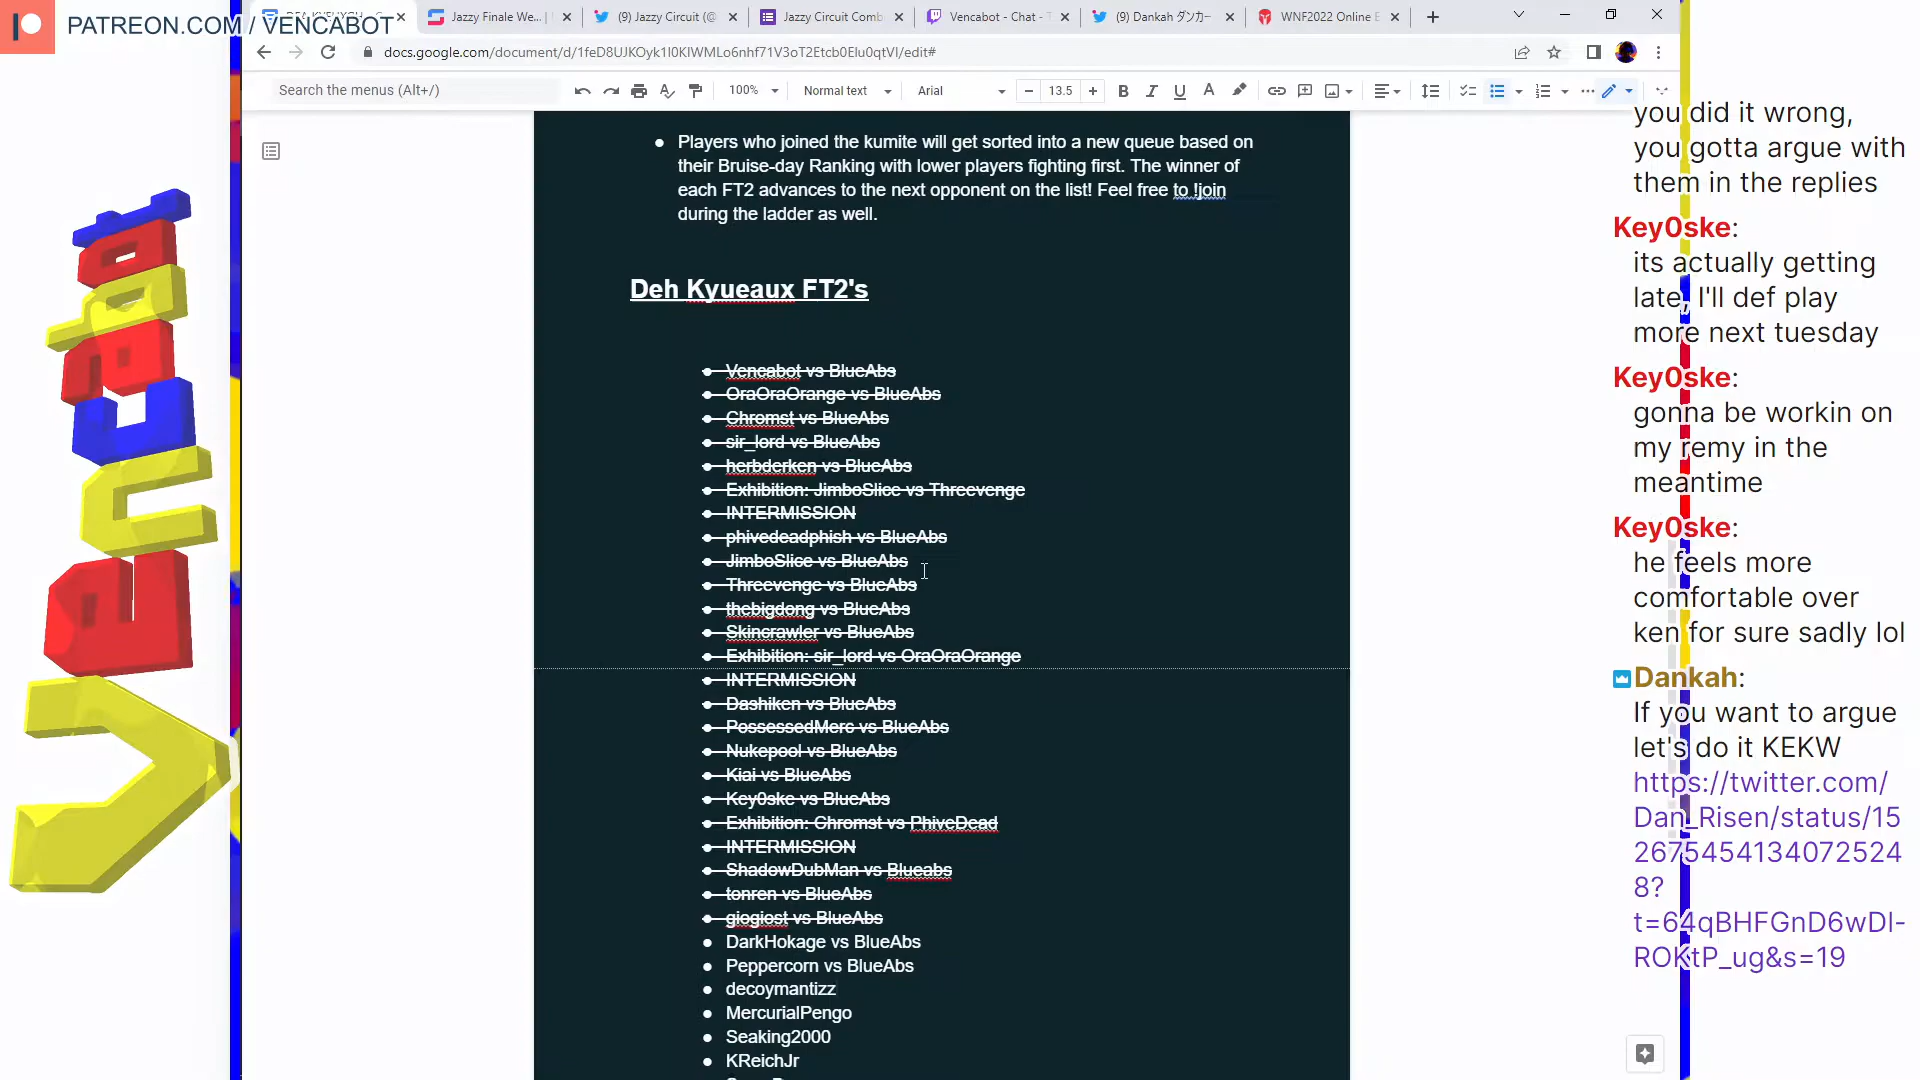 PATREON.COM / VENCABOT
Jazzy Finale We...
(9) Jazzy Circuit (@
Jazzy Circuit Comb
Vencabot - Chat - T
(9) Dankah ダンカー
WNF2022 Online E
docs.google.com/document/d/1feD8UJKOyk1I0KIWMLo6nhf71V3oT2Etcb0Elu0qtVI/edit#
Search the menus (Alt+/)
100%
Normal text
Arial
13.5
Players who joined the kumite will get sorted into a new queue based on
their Bruise-day Ranking with lower players fighting first. The winner of
each FT2 advances to the next opponent on the list! Feel free to !join
during the ladder as well.
Deh Kyueaux FT2's
Vencabot vs BlueAbs
OraOraOrange vs BlueAbs
Chromst vs BlueAbs
sir_lord vs BlueAbs
herbderken vs BlueAbs
Exhibition: JimboSlice vs Threevenge
INTERMISSION
phivedeadphish vs BlueAbs
JimboSlice vs BlueAbs
Threevenge vs BlueAbs
thebigdong vs BlueAbs
Skincrawler vs BlueAbs
Exhibition: sir_lord vs OraOraOrange
INTERMISSION
Dashiken vs BlueAbs
PossessedMerc vs BlueAbs
Nukepool vs BlueAbs
Kiai vs BlueAbs
Key0ske vs BlueAbs
Exhibition: Chromst vs PhiveDead
INTERMISSION
ShadowDubMan vs Blueabs
tonren vs BlueAbs
giogiost vs BlueAbs
DarkHokage vs BlueAbs
Peppercorn vs BlueAbs
decoymantizz
MercurialPengo
Seaking2000
KReichJr
you did it wrong,
you gotta argue with
them in the replies
Key0ske:
its actually getting
late, I'll def play
more next tuesday
Key0ske:
gonna be workin on
my remy in the
meantime
Key0ske:
he feels more
comfortable over
ken for sure sadly lol
Dankah:
If you want to argue
let's do it KEKW
https://twitter.com/
Dan_Risen/status/15
2675454134072524
8?
t=64qBHFGnD6wDI-
ROKtP_ug&s=19
vencabot